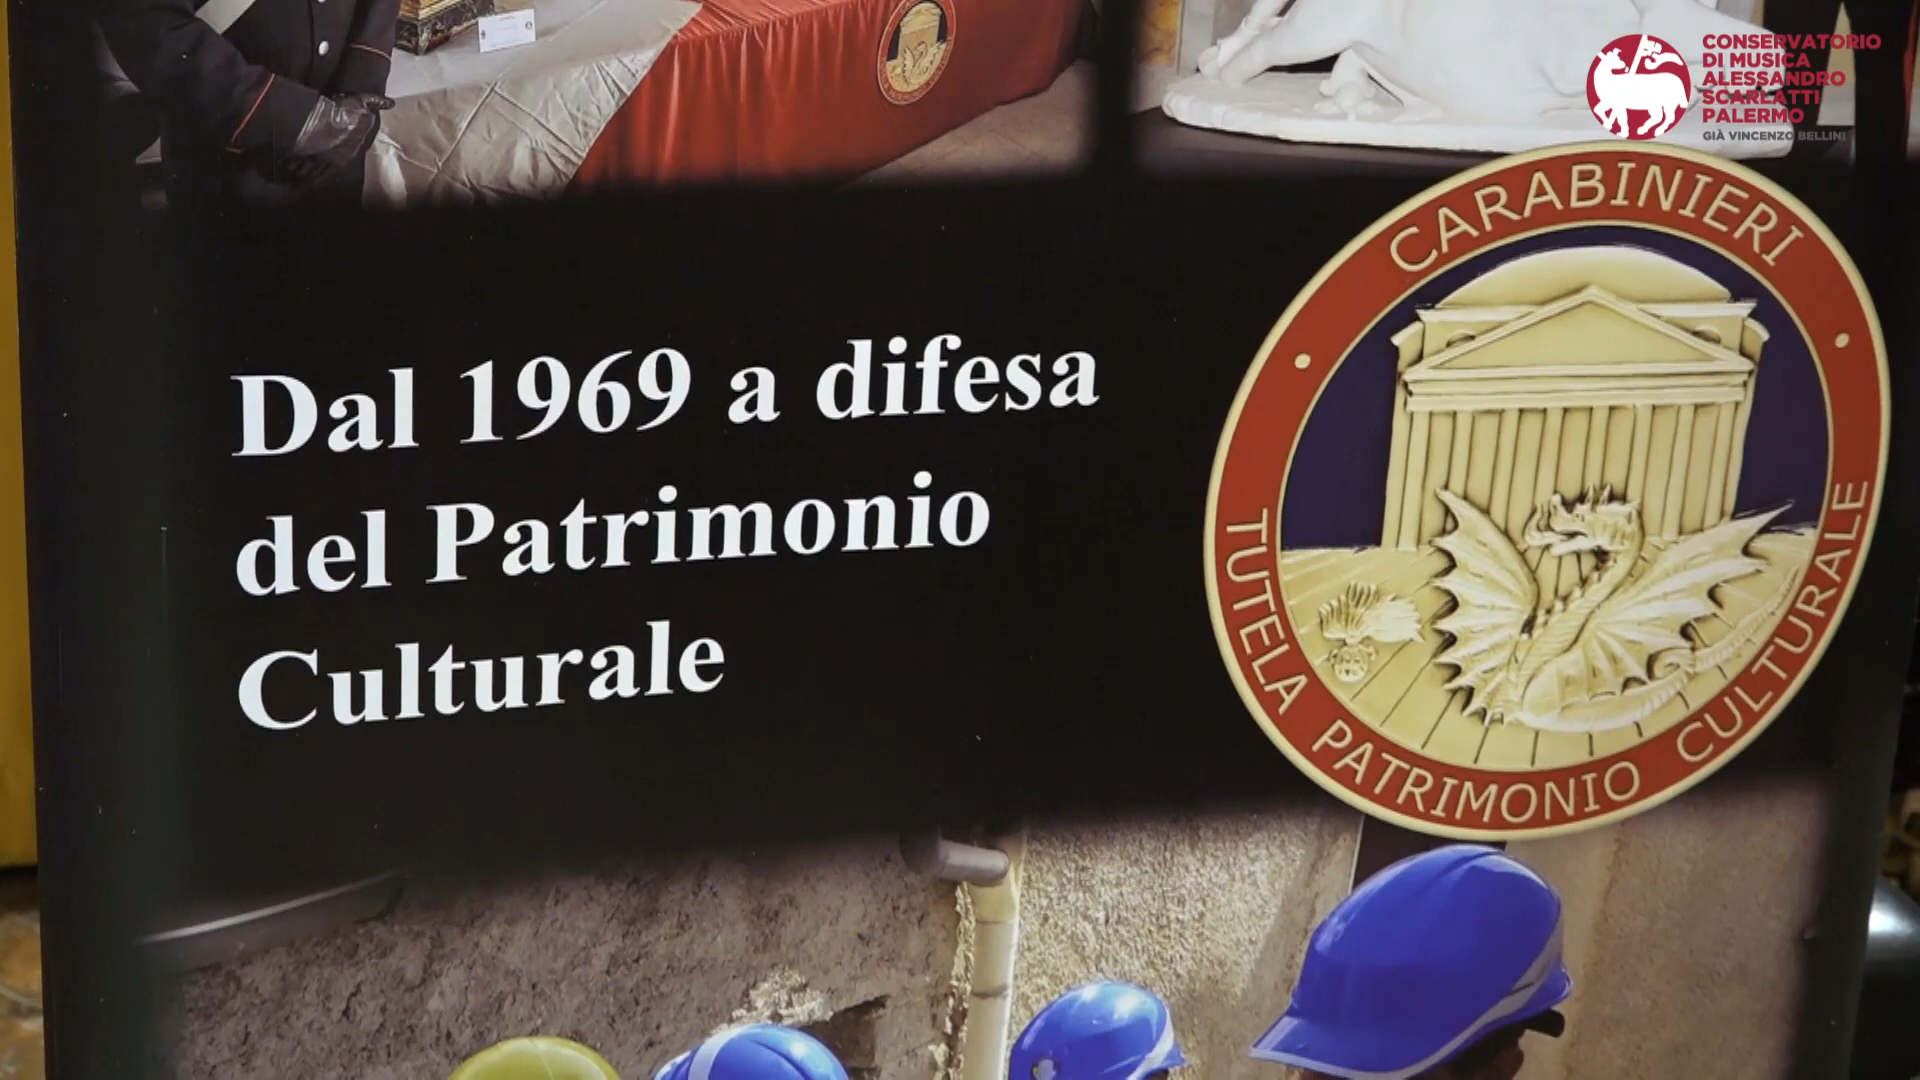 CONSERVATORIO
DI MUSICA
ALESSANDRO
SCARLATTI
PALERMO
GIÀ VINCENZO BELLINI
CARABINIERI
TUTELA PATRIMONIO CULTURALE
Dal 1969 a difesa
del Patrimonio
Culturale